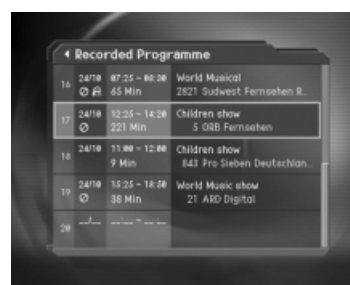 Recorded Programme
16 24/10 07:25 ~ 08:30 World Musical
65 Min 2821 Sudwest Fernsehen R..
17 24/10 12:25 ~ 14:20 Children show
221 Min 5 ORB Fernsehen
18 24/10 11:00 ~ 12:00 Children show
9 Min 843 Pro Sieben Deutschlan..
19 24/10 15:25 ~ 18:50 World Music show
38 Min 21 ARD Digital
20 --/-- --:-- ~ --:--